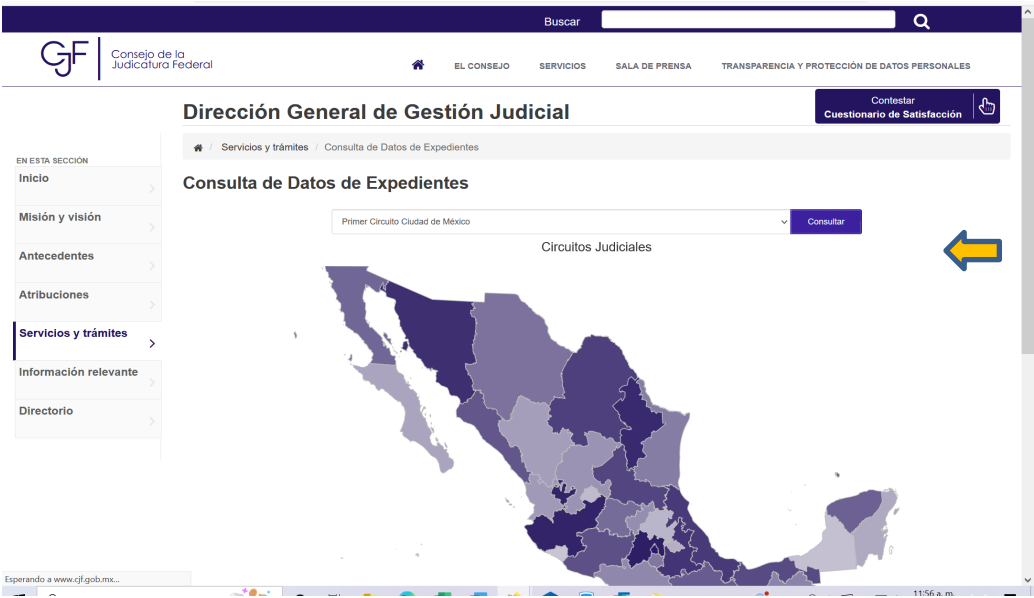 Buscar
CJF
Consejo de la
Judicatura Federal
EL CONSEJO
SERVICIOS
SALA DE PRENSA
TRANSPARENCIA Y PROTECCIÓN DE DATOS PERSONALES
Dirección General de Gestión Judicial
Contestar
Cuestionario de Satisfacción
/ Servicios y trámites / Consulta de Datos de Expedientes
EN ESTA SECCIÓN
Inicio
Misión y visión
Antecedentes
Atribuciones
Servicios y trámites
Información relevante
Directorio
Consulta de Datos de Expedientes
Primer Circuito Ciudad de México
Consultar
Circuitos Judiciales
Esperando a www.cjf.gob.mx...
11:56 a. m.